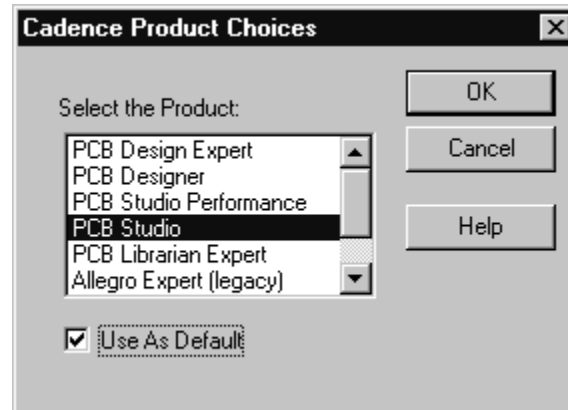 Cadence Product Choices
Select the Product:
PCB Design Expert
PCB Designer
PCB Studio Performance
PCB Studio
PCB Librarian Expert
Allegro Expert (legacy)
Use As Default
OK
Cancel
Help